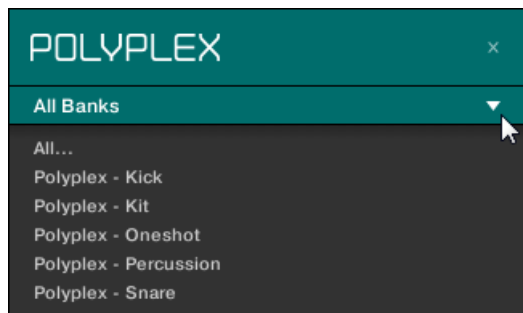 POLYPLEX
All Banks
All...
Polyplex - Kick
Polyplex - Kit
Polyplex - Oneshot
Polyplex - Percussion
Polyplex - Snare